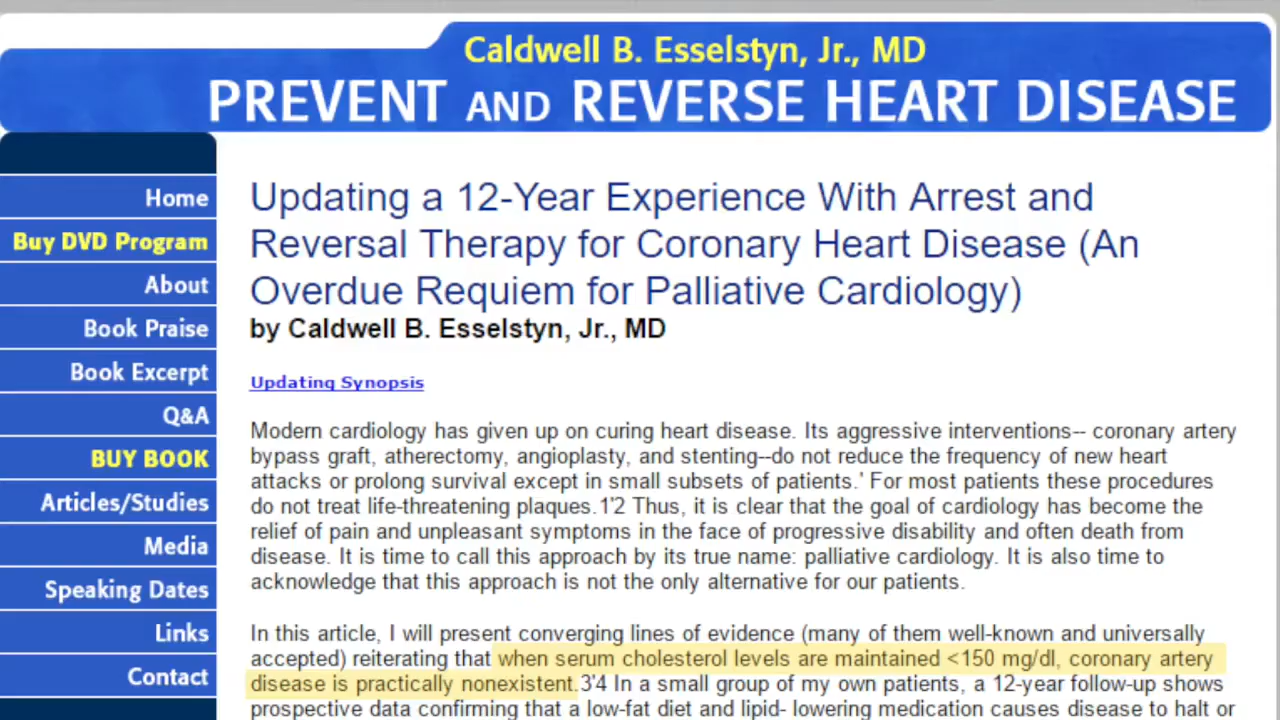 Caldwell B. Esselstyn, Jr., MD
PREVENT AND REVERSE HEART DISEASE
Home
Buy DVD Program
About
Book Praise
Book Excerpt
Q&A
BUY BOOK
Articles/Studies
Media
Speaking Dates
Links
Contact
Updating a 12-Year Experience With Arrest and
Reversal Therapy for Coronary Heart Disease (An
Overdue Requiem for Palliative Cardiology)
by Caldwell B. Esselstyn, Jr., MD
Updating Synopsis
Modern cardiology has given up on curing heart disease. Its aggressive interventions-- coronary artery
bypass graft, atherectomy, angioplasty, and stenting--do not reduce the frequency of new heart
attacks or prolong survival except in small subsets of patients.' For most patients these procedures
do not treat life-threatening plaques.1'2 Thus, it is clear that the goal of cardiology has become the
relief of pain and unpleasant symptoms in the face of progressive disability and often death from
disease. It is time to call this approach by its true name: palliative cardiology. It is also time to
acknowledge that this approach is not the only alternative for our patients.
In this article, I will present converging lines of evidence (many of them well-known and universally
accepted) reiterating that when serum cholesterol levels are maintained <150 mg/dl, coronary artery
disease is practically nonexistent.3'4 In a small group of my own patients, a 12-year follow-up shows
prospective data confirming that a low-fat diet and lipid- lowering medication causes disease to halt or